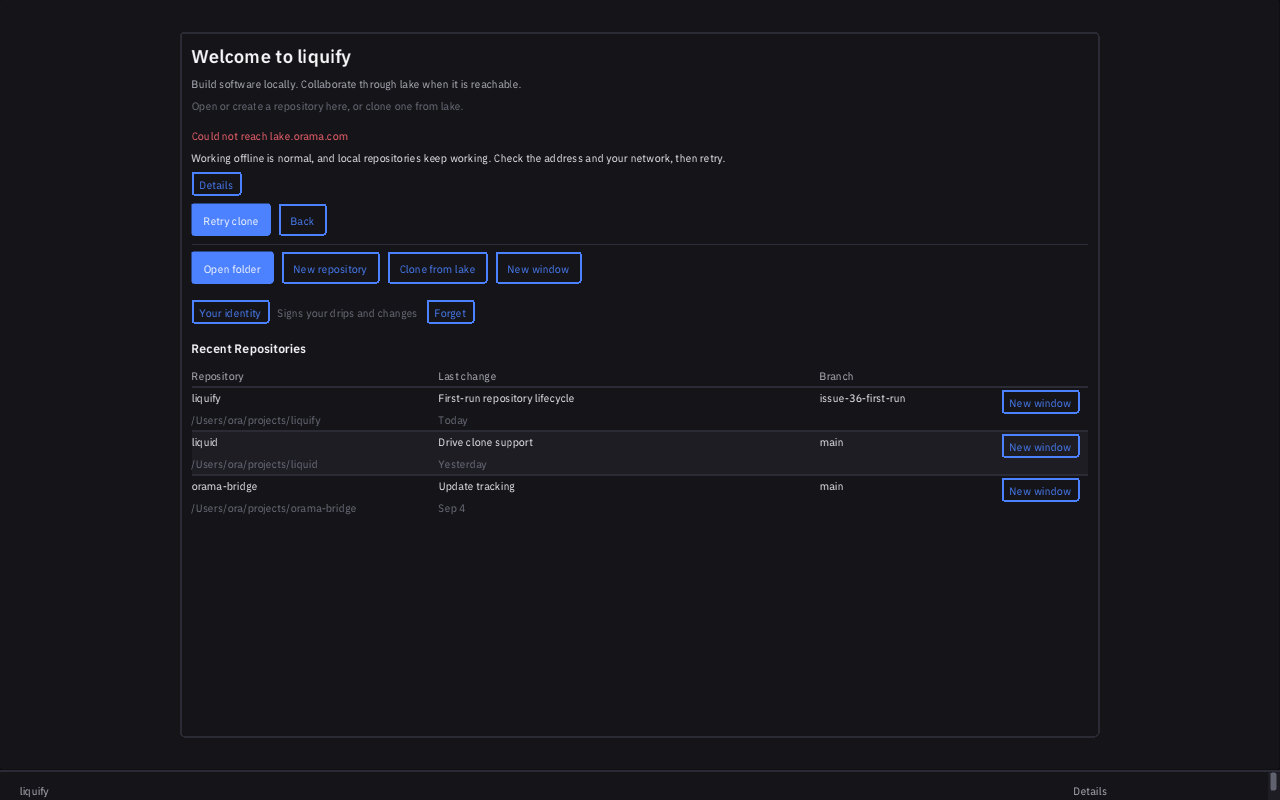 Welcome to liquify
Build software locally. Collaborate through lake when it is reachable.
Open or create a repository here, or clone one from lake.
Could not reach lake.orama.com
Working offline is normal, and local repositories keep working. Check the address and your network, then retry.
Details
Retry clone Back
Open folder New repository Clone from lake New window
Your identity Signs your drips and changes Forget
Recent Repositories
Repository Last change Branch
liquify First-run repository lifecycle issue-36-first-run New window
/Users/ora/projects/liquify Today
liquid Drive clone support main New window
/Users/ora/projects/liquid Yesterday
orama-bridge Update tracking main New window
/Users/ora/projects/orama-bridge Sep 4
liquify Details